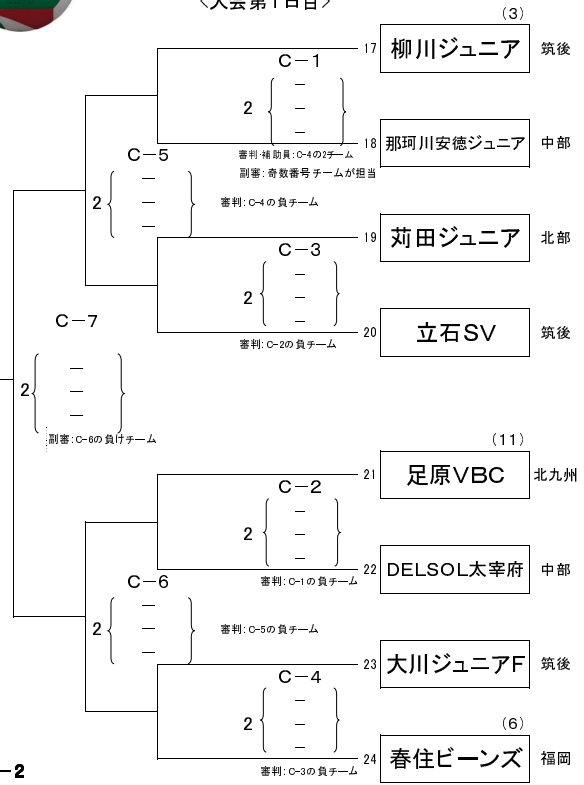 〈大会第1日目〉
(3)
17 柳川ジュニア 筑後
C－1
2
18 那珂川安徳ジュニア 中部
審判・補助員：C-4の2チーム
副審：奇数番号チームが担当
C－5
2
審判：C-4の負チーム
19 苅田ジュニア 北部
C－3
2
20 立石SV 筑後
審判：C-2の負チーム
C－7
2
副審：C-6の負けチーム
(11)
21 足原VBC 北九州
C－2
2
22 DELSOL太宰府 中部
審判：C-1の負チーム
C－6
2
審判：C-5の負チーム
23 大川ジュニアF 筑後
C－4
2
(6)
24 春住ビーンズ 福岡
審判：C-3の負チーム
－2